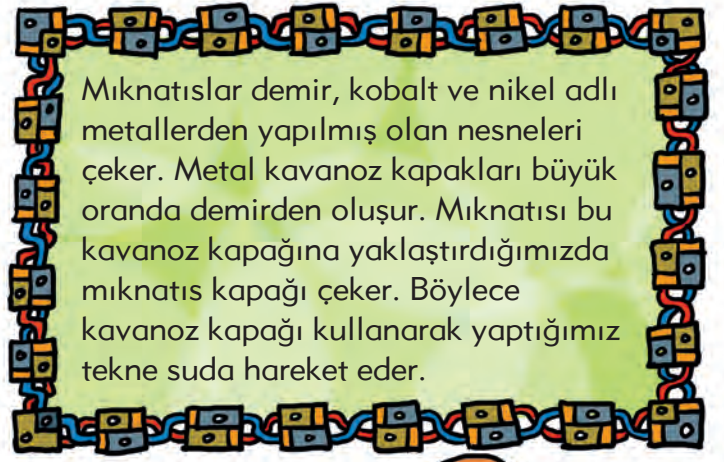 Mıknatıslar demir, kobalt ve nikel adlı
metallerden yapılmış olan nesneleri
çeker. Metal kavanoz kapakları büyük
oranda demirden oluşur. Mıknatısı bu
kavanoz kapağına yaklaştırdığımızda
mıknatıs kapağı çeker. Böylece
kavanoz kapağı kullanarak yaptığımız
tekne suda hareket eder.